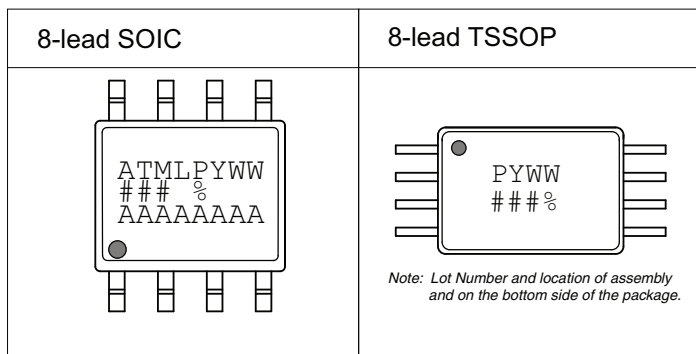 8-lead SOIC
8-lead TSSOP
ATMLPYWW
### %
AAAAAAAA
PYWW
###%
Note: Lot Number and location of assembly
and on the bottom side of the package.